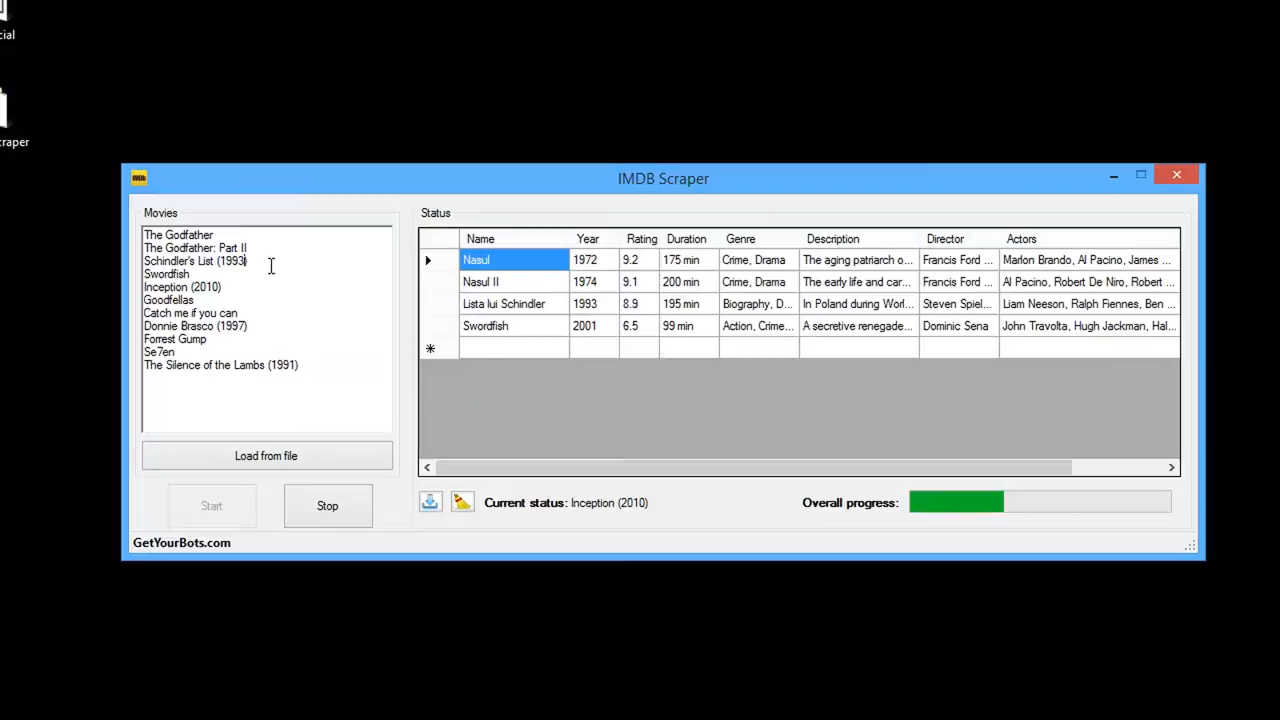 cial
craper
IMDb
IMDB Scraper
Movies
The Godfather
The Godfather: Part II
Schindler's List (1993)
Swordfish
Inception (2010)
Goodfellas
Catch me if you can
Donnie Brasco (1997)
Forrest Gump
Se7en
The Silence of the Lambs (1991)
Load from file
Start
Stop
Status
Name Year Rating Duration Genre Description Director Actors
Nasul 1972 9.2 175 min Crime, Drama The aging patriarch o... Francis Ford ... Marlon Brando, Al Pacino, James ...
Nasul II 1974 9.1 200 min Crime, Drama The early life and car... Francis Ford ... Al Pacino, Robert De Niro, Robert ...
Lista lui Schindler 1993 8.9 195 min Biography, D... In Poland during Worl... Steven Spiel... Liam Neeson, Ralph Fiennes, Ben ...
Swordfish 2001 6.5 99 min Action, Crime... A secretive renegade... Dominic Sena John Travolta, Hugh Jackman, Hal...
Current status: Inception (2010)
Overall progress:
GetYourBots.com